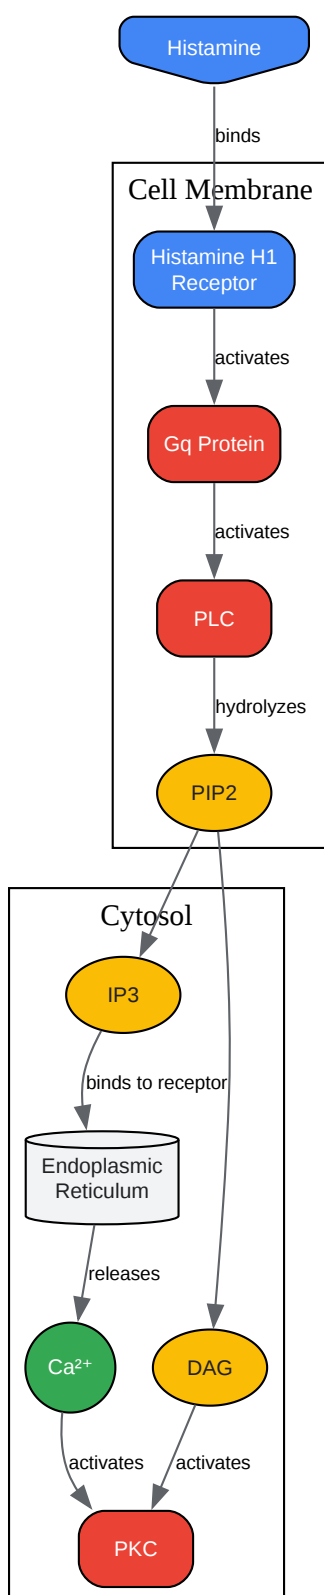 Histamine
binds
Cell Membrane
Histamine H1
Receptor
activates
Gq Protein
activates
PLC
hydrolyzes
PIP2
Cytosol
IP3
binds to receptor
Endoplasmic
Reticulum
releases
Ca²⁺
DAG
activates
activates
PKC